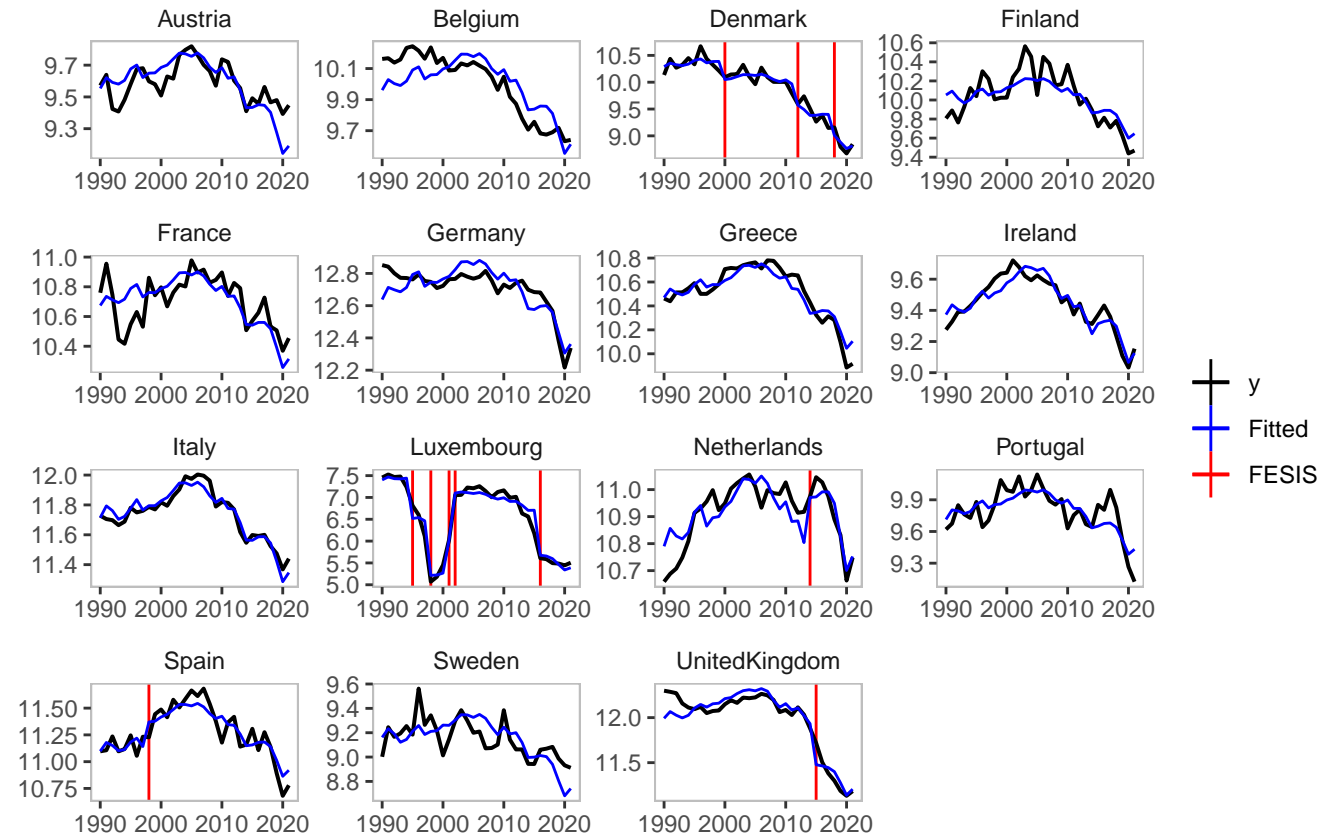 Austria Belgium Denmark Finland
9.7 9.5 9.3
10.1 9.9 9.7
10.5 10.0 9.5 9.0
10.6 10.4 10.2 10.0 9.8 9.6 9.4
1990 2000 2010 2020 1990 2000 2010 2020 1990 2000 2010 2020 1990 2000 2010 2020
France Germany Greece Ireland
11.0 10.8 10.6 10.4
12.8 12.6 12.4 12.2
10.8 10.6 10.4 10.2 10.0
9.6 9.4 9.2 9.0
1990 2000 2010 2020 1990 2000 2010 2020 1990 2000 2010 2020 1990 2000 2010 2020
y
Fitted
FESIS
Italy Luxembourg Netherlands Portugal
12.0 11.8 11.6 11.4
7.5 7.0 6.5 6.0 5.5 5.0
11.0 10.9 10.8 10.7
9.9 9.6 9.3
1990 2000 2010 2020 1990 2000 2010 2020 1990 2000 2010 2020 1990 2000 2010 2020
Spain Sweden UnitedKingdom
11.50 11.25 11.00 10.75
9.6 9.4 9.2 9.0 8.8
12.0 11.5
1990 2000 2010 2020 1990 2000 2010 2020 1990 2000 2010 2020